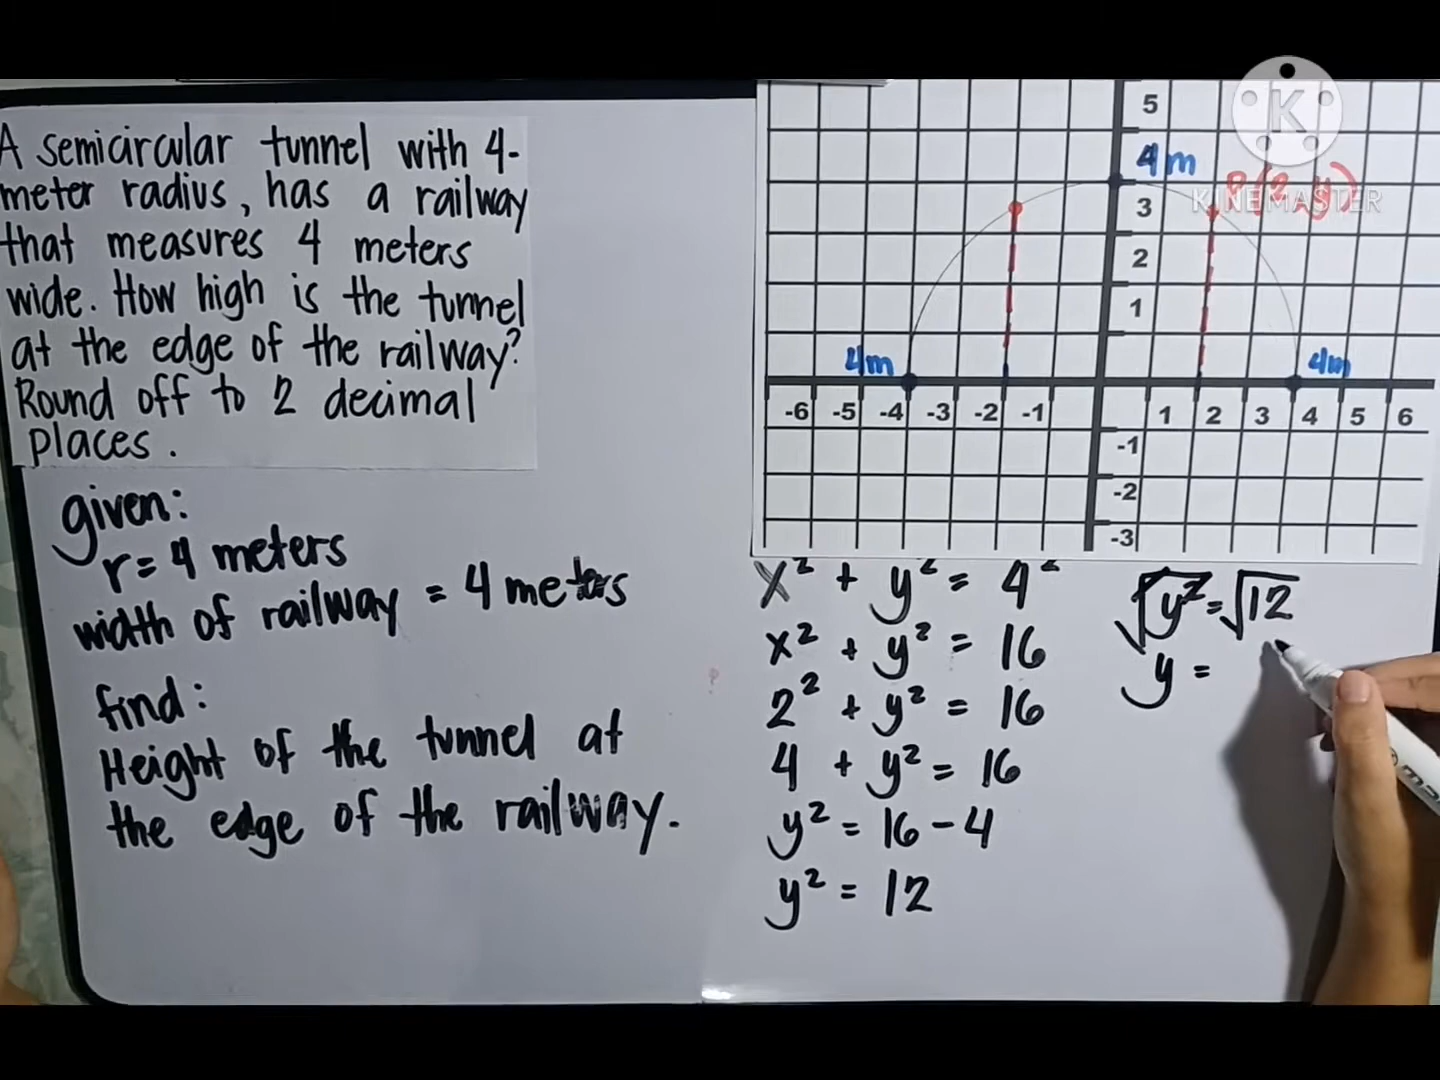 A semicircular tunnel with 4-
meter radius, has a railway
that measures 4 meters
wide. How high is the tunnel
at the edge of the railway?
Round off to 2 decimal
places.
given:
r = 4 meters
width of railway = 4 meters
find:
Height of the tunnel at
the edge of the railway.
5
4m
3
2
1
P(2, y)
K
KINEMASTER
4m
4m
-6 -5 -4 -3 -2 -1 1 2 3 4 5 6
-1
-2
-3
x² + y² = 4²
x² + y² = 16
2² + y² = 16
4 + y² = 16
y² = 16 - 4
y² = 12
√y² = √12
y =